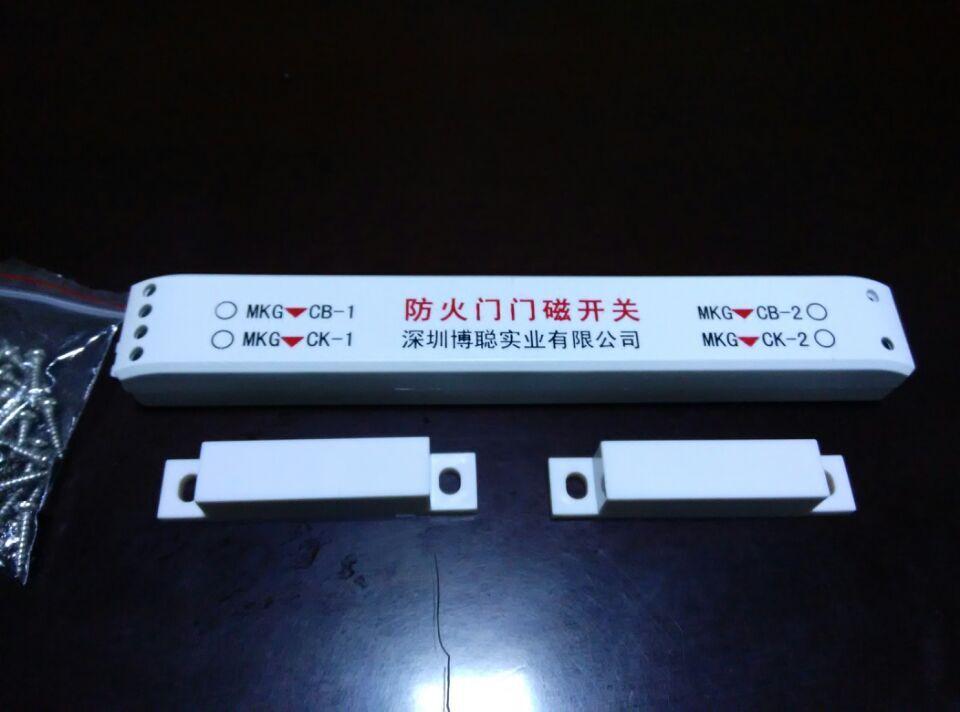 MKG▼CB-1 防火门门磁开关 MKG▼CB-2
MKG▼CK-1 深圳博聪实业有限公司 MKG▼CK-2